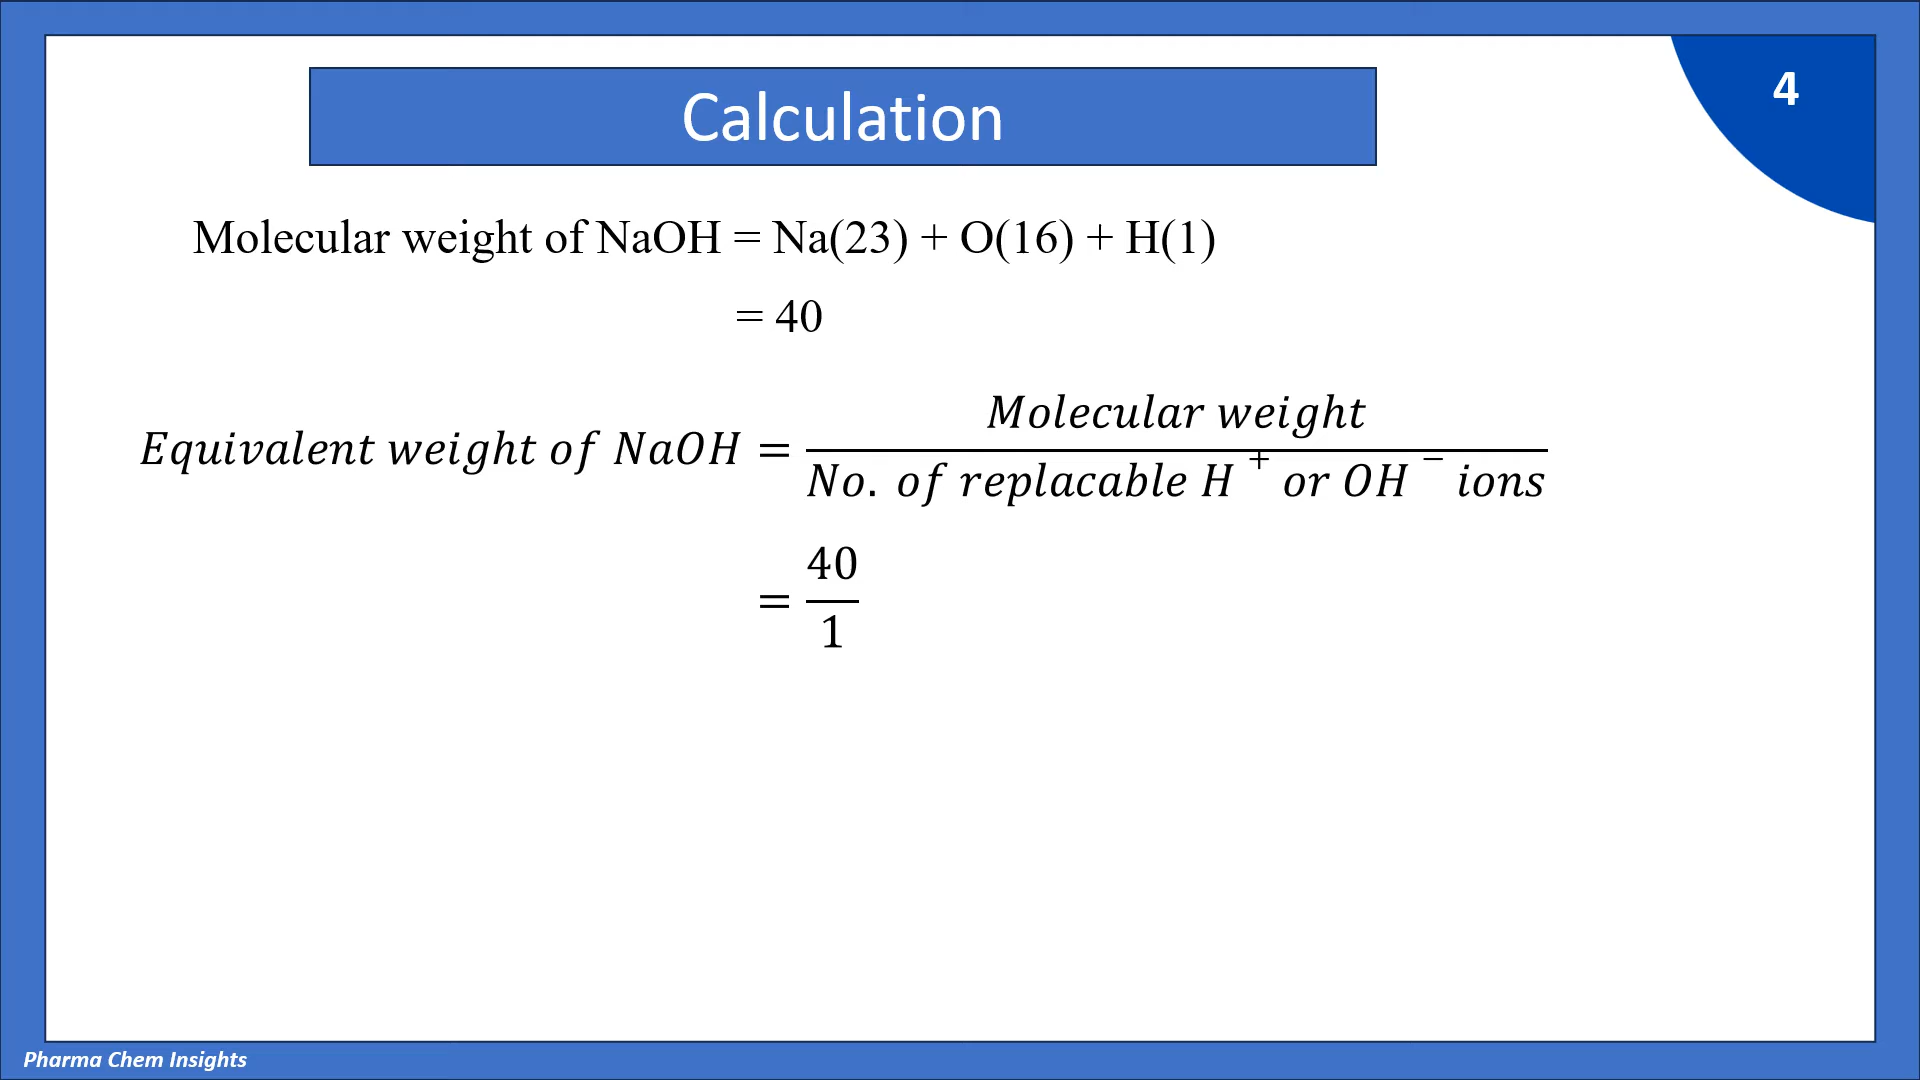 4
Calculation
Molecular weight of NaOH = Na(23) + O(16) + H(1)
= 40
Equivalent weight of NaOH = Molecular weight / No. of replacable H⁺ or OH⁻ ions
= 40/1
Pharma Chem Insights